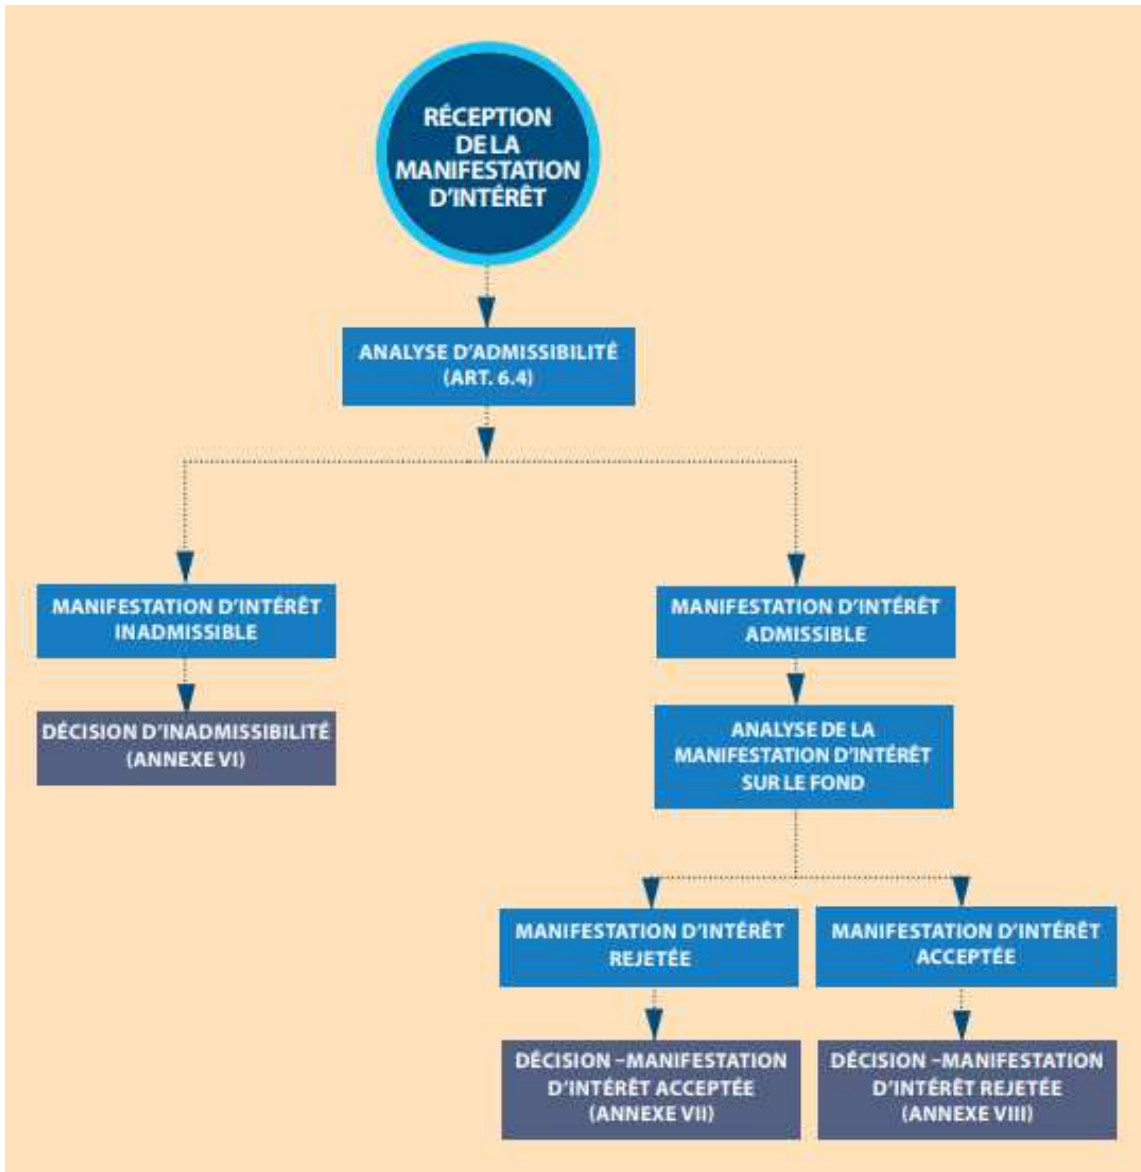 RÉCEPTION
DE LA
MANIFESTATION
D'INTÉRÊT
ANALYSE D'ADMISSIBILITÉ
(ART. 6.4)
MANIFESTATION D'INTÉRÊT
INADMISSIBLE
DÉCISION D'INADMISSIBILITÉ
(ANNEXE VI)
MANIFESTATION D'INTÉRÊT
ADMISSIBLE
ANALYSE DE LA
MANIFESTATION D'INTÉRÊT
SUR LE FOND
MANIFESTATION D'INTÉRÊT
REJETÉE
DÉCISION –MANIFESTATION
D'INTÉRÊT ACCEPTÉE
(ANNEXE VII)
MANIFESTATION D'INTÉRÊT
ACCEPTÉE
DÉCISION –MANIFESTATION
D'INTÉRÊT REJETÉE
(ANNEXE VIII)